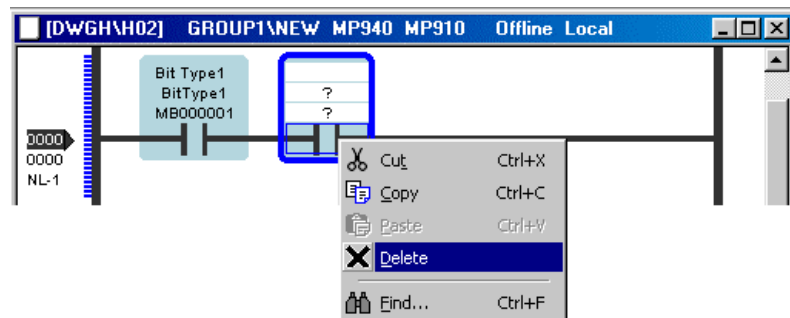 [DWGH\H02] GROUP1\NEW MP940 MP910 Offline Local
Bit Type1
BitType1
MB000001
?
?
0000
0000
NL-1
Cut Ctrl+X
Copy Ctrl+C
Paste Ctrl+V
Delete
Find... Ctrl+F